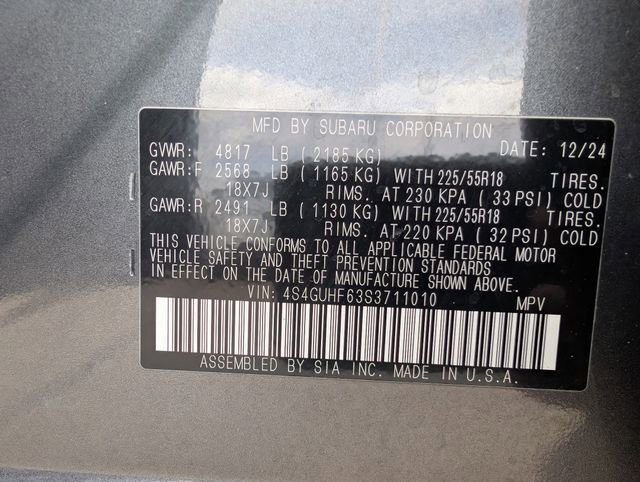 MFD BY SUBARU CORPORATION
GVWR: 4817 LB ( 2185 KG) DATE: 12/24
GAWR:F 2568 LB ( 1165 KG) WITH 225/55R18 TIRES.
18X7J RIMS. AT 230 KPA ( 33 PSI) COLD
GAWR:R 2491 LB ( 1130 KG) WITH 225/55R18 TIRES.
18X7J RIMS. AT 220 KPA ( 32 PSI) COLD
THIS VEHICLE CONFORMS TO ALL APPLICABLE FEDERAL MOTOR
VEHICLE SAFETY AND THEFT PREVENTION STANDARDS
IN EFFECT ON THE DATE OF MANUFACTURE SHOWN ABOVE.
VIN: 4S4GUHF63S3711010 MPV
ASSEMBLED BY SIA INC. MADE IN U.S.A.